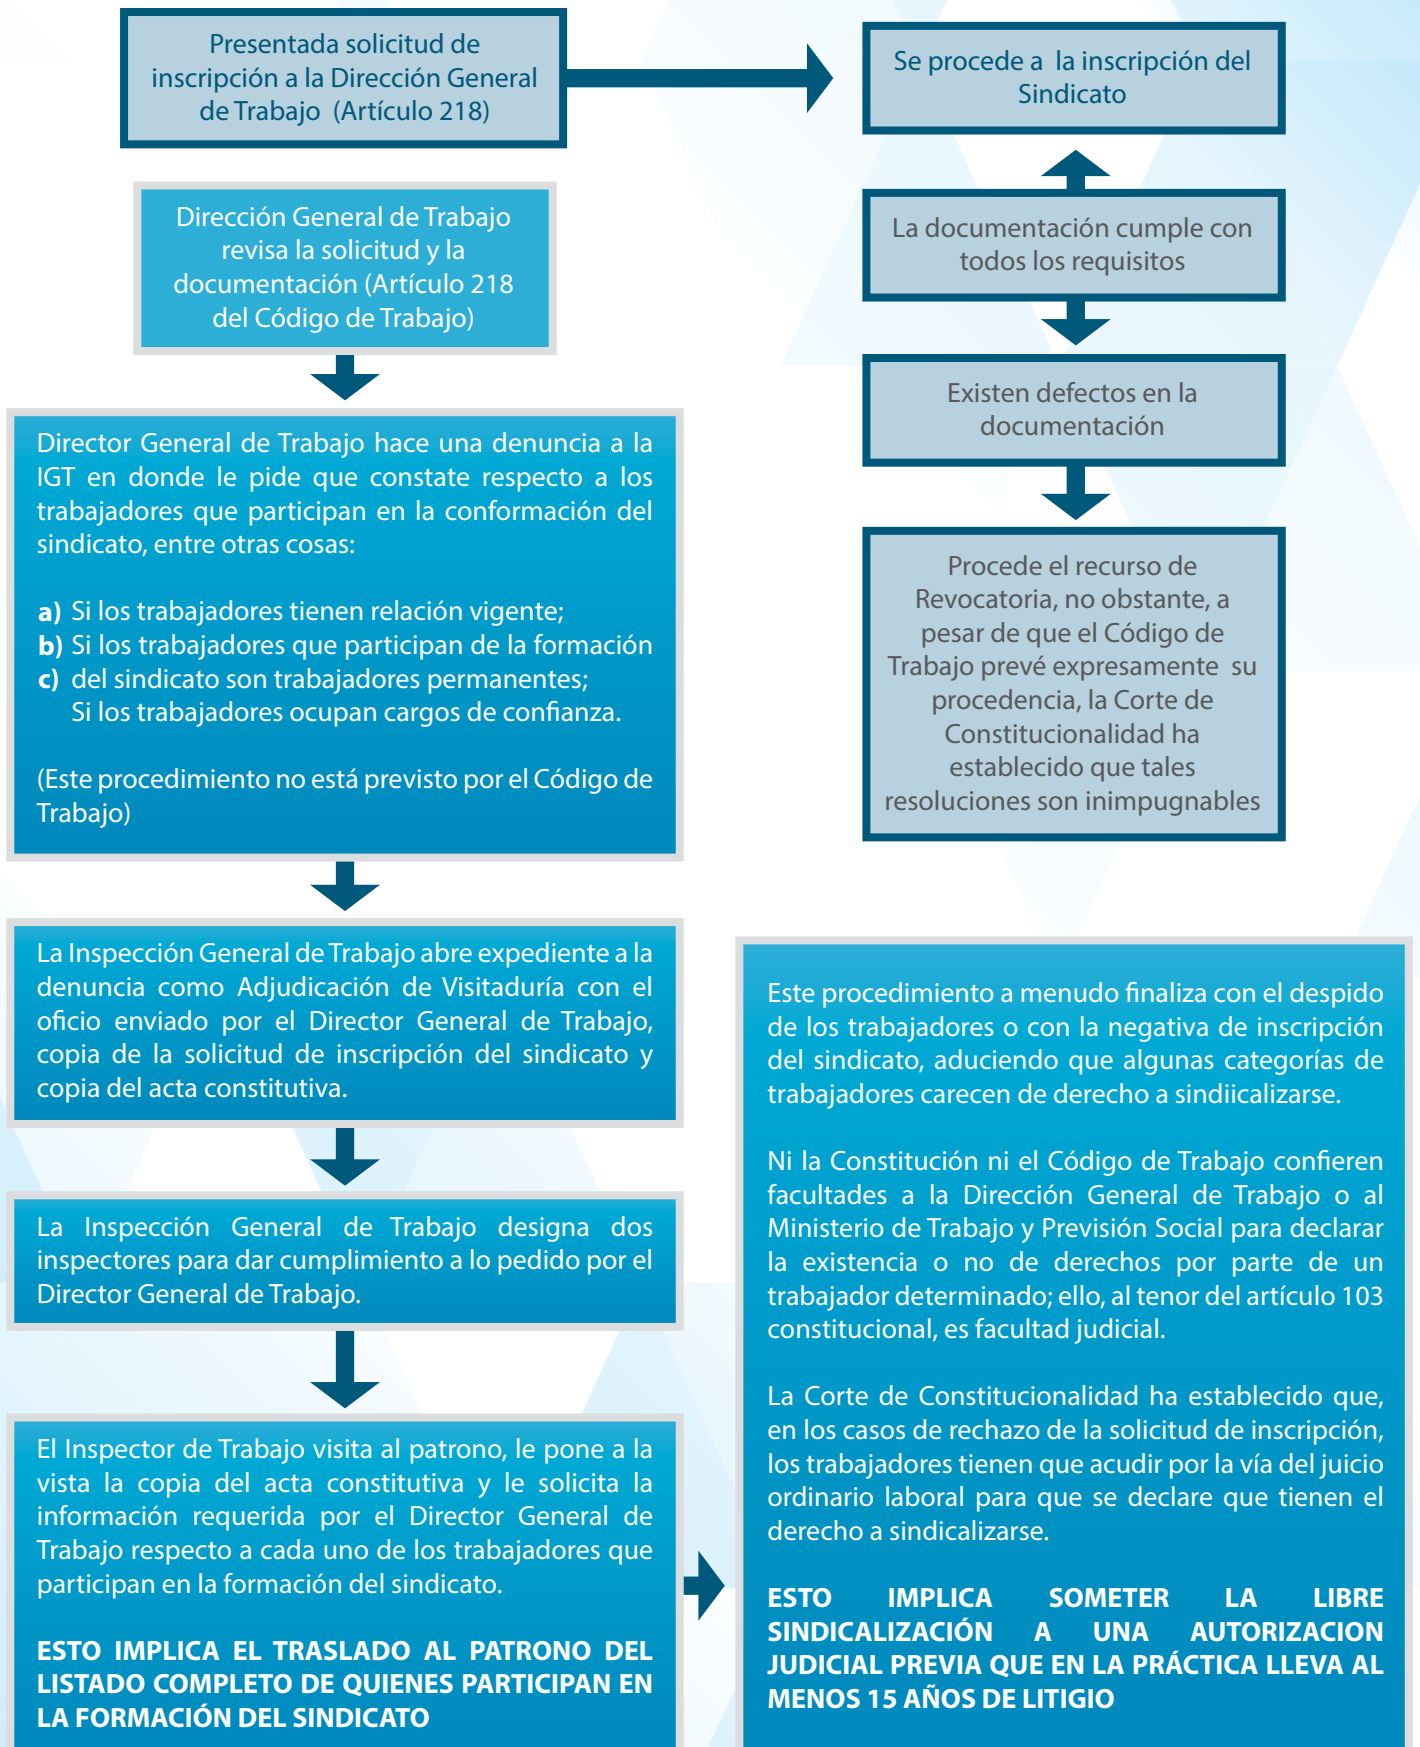 Presentada solicitud de
inscripción a la Dirección General
de Trabajo (Artículo 218)
Se procede a la inscripción del
Sindicato
Dirección General de Trabajo
revisa la solicitud y la
documentación (Artículo 218
del Código de Trabajo)
La documentación cumple con
todos los requisitos
Existen defectos en la
documentación
Procede el recurso de
Revocatoria, no obstante, a
pesar de que el Código de
Trabajo prevé expresamente su
procedencia, la Corte de
Constitucionalidad ha
establecido que tales
resoluciones son inimpugnables
Director General de Trabajo hace una denuncia a la
IGT en donde le pide que constate respecto a los
trabajadores que participan en la conformación del
sindicato, entre otras cosas:
a) Si los trabajadores tienen relación vigente;
b) Si los trabajadores que participan de la formación
c) del sindicato son trabajadores permanentes;
Si los trabajadores ocupan cargos de confianza.
(Este procedimiento no está previsto por el Código de
Trabajo)
La Inspección General de Trabajo abre expediente a la
denuncia como Adjudicación de Visitaduría con el
oficio enviado por el Director General de Trabajo,
copia de la solicitud de inscripción del sindicato y
copia del acta constitutiva.
La Inspección General de Trabajo designa dos
inspectores para dar cumplimiento a lo pedido por el
Director General de Trabajo.
El Inspector de Trabajo visita al patrono, le pone a la
vista la copia del acta constitutiva y le solicita la
información requerida por el Director General de
Trabajo respecto a cada uno de los trabajadores que
participan en la formación del sindicato.
ESTO IMPLICA EL TRASLADO AL PATRONO DEL
LISTADO COMPLETO DE QUIENES PARTICIPAN EN
LA FORMACIÓN DEL SINDICATO
Este procedimiento a menudo finaliza con el despido
de los trabajadores o con la negativa de inscripción
del sindicato, aduciendo que algunas categorías de
trabajadores carecen de derecho a sindiicalizarse.
Ni la Constitución ni el Código de Trabajo confieren
facultades a la Dirección General de Trabajo o al
Ministerio de Trabajo y Previsión Social para declarar
la existencia o no de derechos por parte de un
trabajador determinado; ello, al tenor del artículo 103
constitucional, es facultad judicial.
La Corte de Constitucionalidad ha establecido que,
en los casos de rechazo de la solicitud de inscripción,
los trabajadores tienen que acudir por la vía del juicio
ordinario laboral para que se declare que tienen el
derecho a sindicalizarse.
ESTO IMPLICA SOMETER LA LIBRE
SINDICALIZACIÓN A UNA AUTORIZACION
JUDICIAL PREVIA QUE EN LA PRÁCTICA LLEVA AL
MENOS 15 AÑOS DE LITIGIO